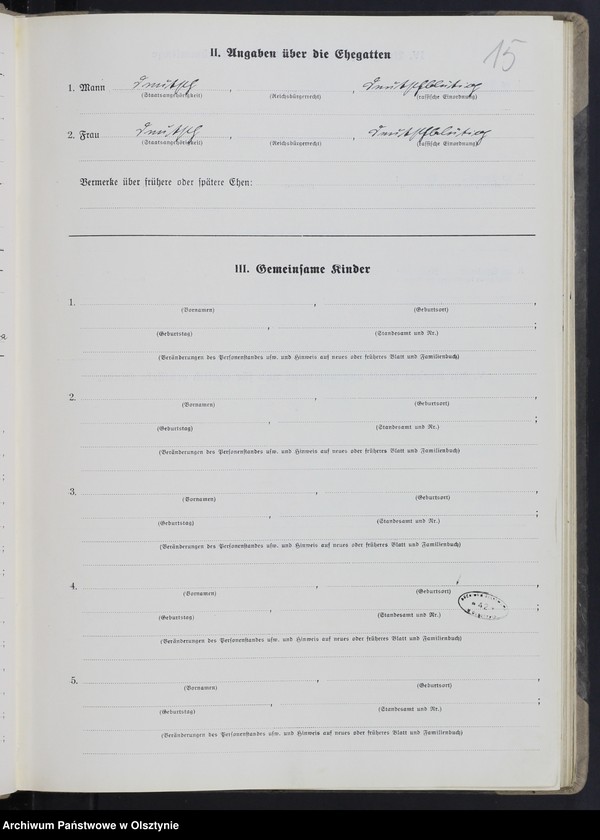 15
II. Angaben über die Ehegatten
1. Mann deutsch , , deutschblütig
(Staatsangehörigkeit) (Reichsbürgerrecht) (rassische Einordnung)
2. Frau deutsch , , deutschblütig
(Staatsangehörigkeit) (Reichsbürgerrecht) (rassische Einordnung)
Vermerke über frühere oder spätere Ehen:
III. Gemeinsame Kinder
1. , ,
(Vornamen) (Geburtsort)
, ;
(Geburtstag) (Standesamt und Nr.)
(Veränderungen des Personenstandes usw. und Hinweis auf neues oder früheres Blatt und Familienbuch)
2. , ,
(Vornamen) (Geburtsort)
, ;
(Geburtstag) (Standesamt und Nr.)
(Veränderungen des Personenstandes usw. und Hinweis auf neues oder früheres Blatt und Familienbuch)
3. , ,
(Vornamen) (Geburtsort)
, ;
(Geburtstag) (Standesamt und Nr.)
(Veränderungen des Personenstandes usw. und Hinweis auf neues oder früheres Blatt und Familienbuch)
4. , ,
(Vornamen) (Geburtsort)
, ;
(Geburtstag) (Standesamt und Nr.)
42
(Veränderungen des Personenstandes usw. und Hinweis auf neues oder früheres Blatt und Familienbuch)
5. , ,
(Vornamen) (Geburtsort)
, ;
(Geburtstag) (Standesamt und Nr.)
(Veränderungen des Personenstandes usw. und Hinweis auf neues oder früheres Blatt und Familienbuch)
Archiwum Państwowe w Olsztynie